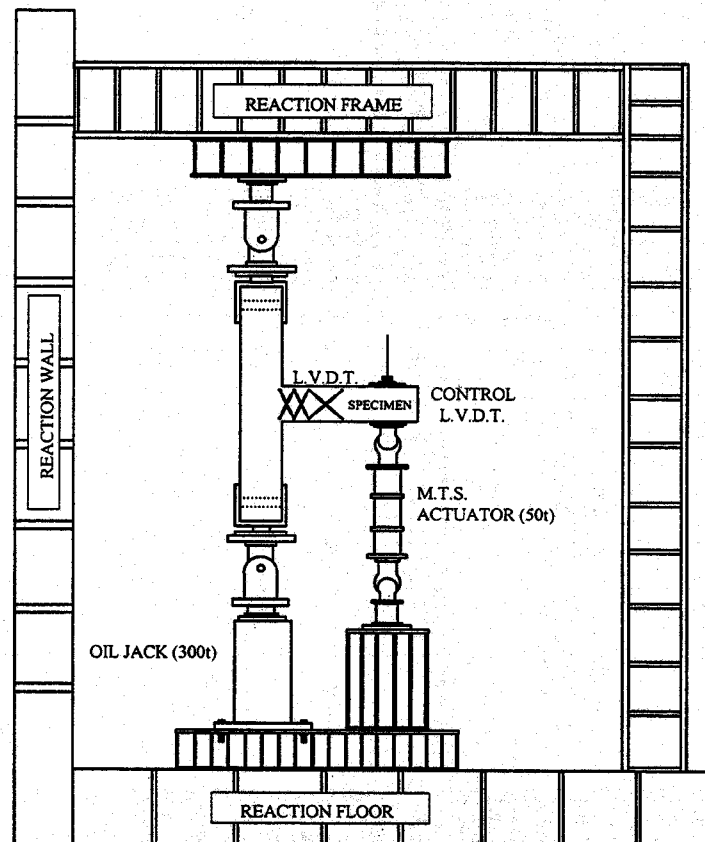 REACTION FRAME
REACTION WALL
L.V.D.T.
SPECIMEN
CONTROL
L.V.D.T.
M.T.S.
ACTUATOR (50t)
OIL JACK (300t)
REACTION FLOOR